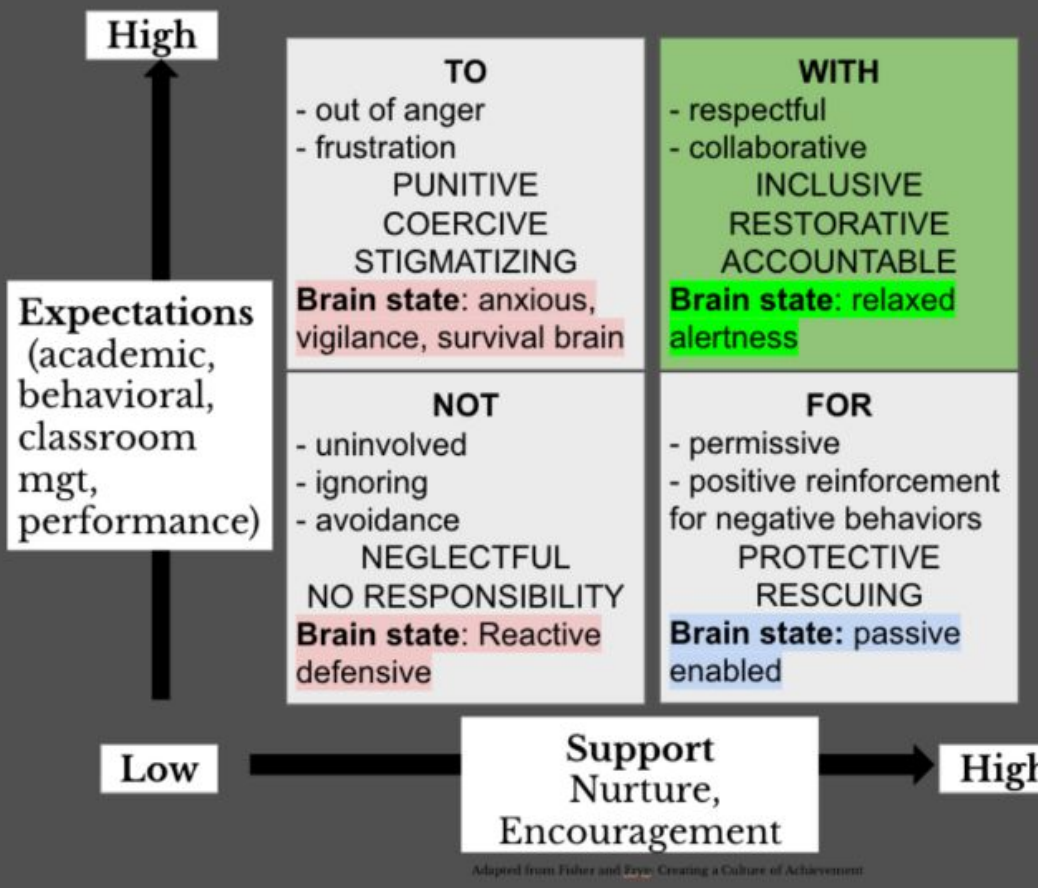 High
TO
- out of anger
- frustration
PUNITIVE
COERCIVE
STIGMATIZING
Brain state: anxious,
vigilance, survival brain
WITH
- respectful
- collaborative
INCLUSIVE
RESTORATIVE
ACCOUNTABLE
Brain state: relaxed
alertness
Expectations
(academic,
behavioral,
classroom
mgt,
performance)
NOT
- uninvolved
- ignoring
- avoidance
NEGLECTFUL
NO RESPONSIBILITY
Brain state: Reactive
defensive
FOR
- permissive
- positive reinforcement
for negative behaviors
PROTECTIVE
RESCUING
Brain state: passive
enabled
Low
Support
Nurture,
Encouragement
High
Adapted from Fisher and Frye: Creating a Culture of Achievement